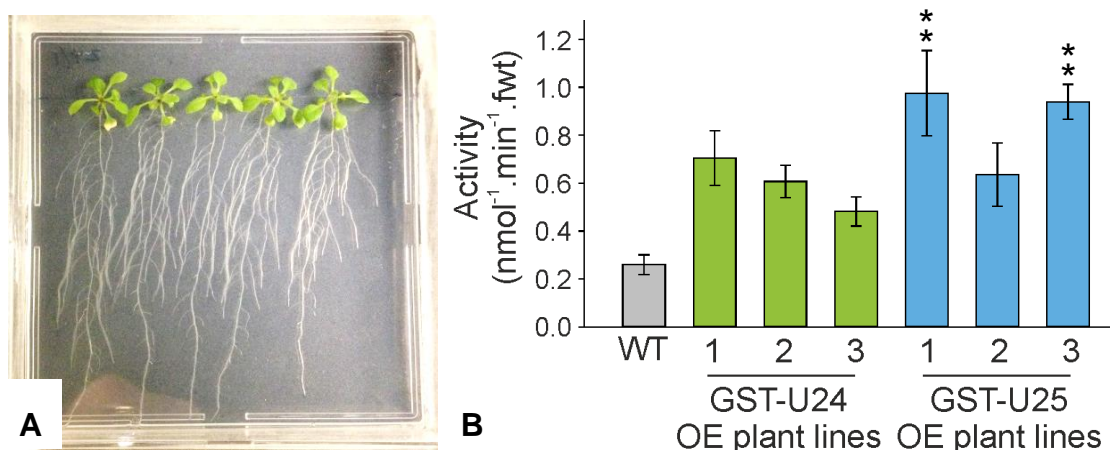 A
B
Activity
(nmol⁻¹.min⁻¹.fwt)
1.2
1.0
0.8
0.6
0.4
0.2
0.0
**
**
WT 1 2 3 1 2 3
GST-U24 GST-U25
OE plant lines OE plant lines